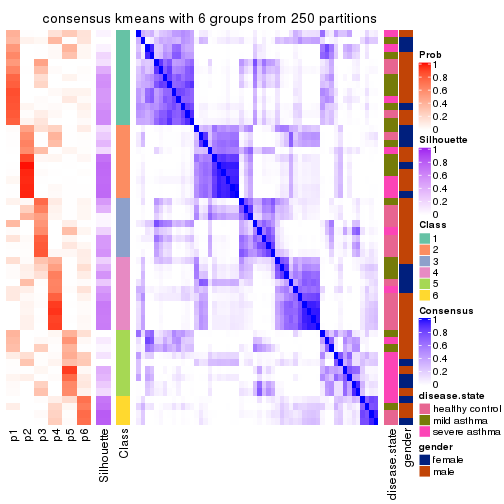 consensus kmeans with 6 groups from 250 partitions
Prob
1
0.8
0.6
0.4
0.2
0
Silhouette
1
0.8
0.6
0.4
0.2
0
Class
1
2
3
4
5
6
Consensus
1
0.8
0.6
0.4
0.2
0
disease.state
healthy control
mild asthma
severe asthma
gender
female
male
p1
p2
p3
p4
p5
p6
Silhouette
Class
disease.state
gender